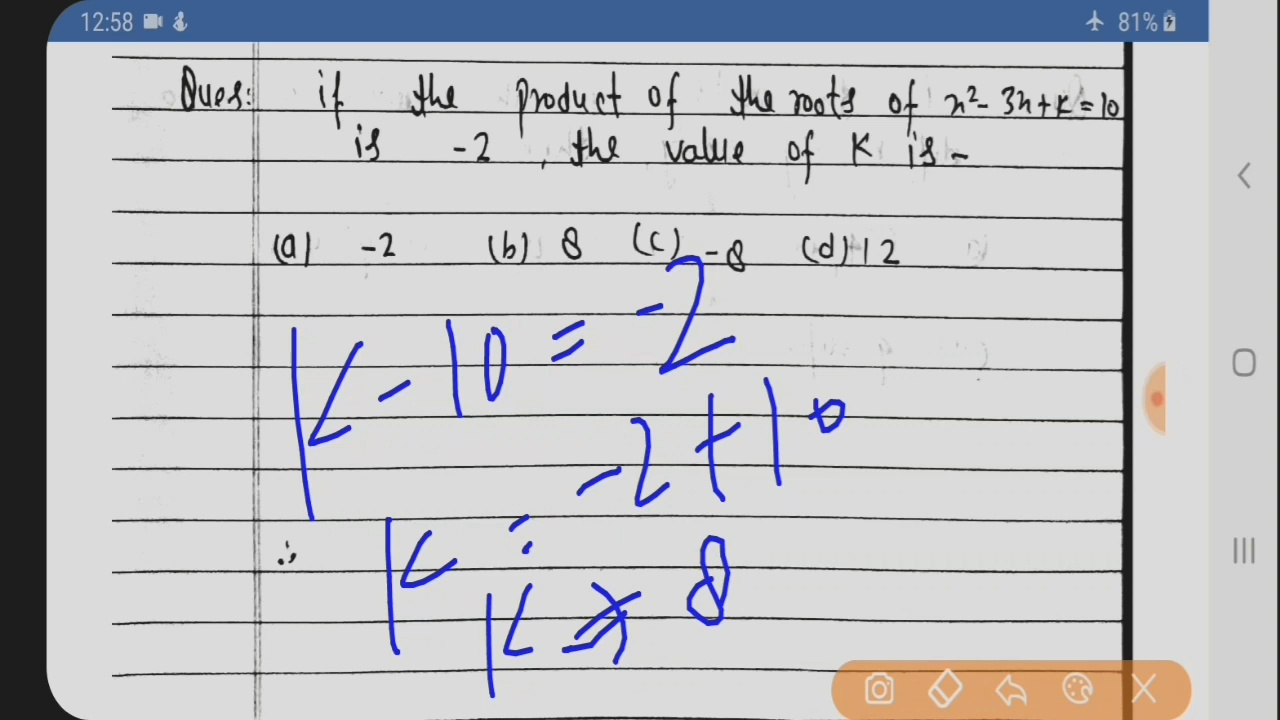 12:58
81%
Ques: if the product of the roots of x²- 3x+k=10
is -2 , the value of K is-
(a) -2 (b) 8 (c) -8 (d) 12
K - 10 = -2
-2+10
∴ K =
K => 8